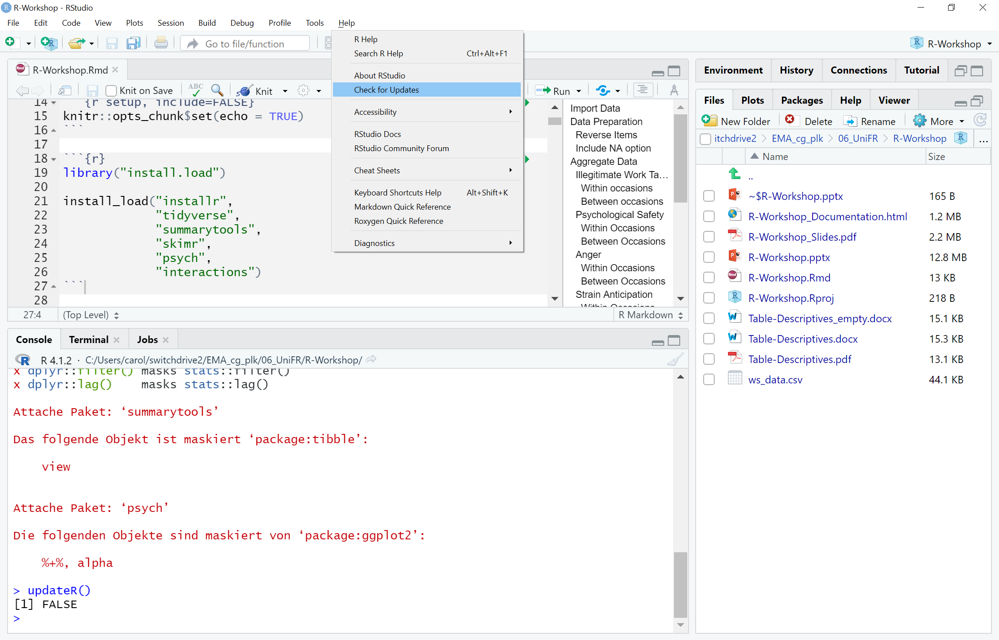 R-Workshop - RStudio
File Edit Code View Plots Session Build Debug Profile Tools Help
Go to file/function
R-Workshop
R Help
Search R Help Ctrl+Alt+F1
About RStudio
Check for Updates
Accessibility
RStudio Docs
RStudio Community Forum
Cheat Sheets
Keyboard Shortcuts Help Alt+Shift+K
Markdown Quick Reference
Roxygen Quick Reference
Diagnostics
R-Workshop.Rmd
Knit on Save ABC Knit Run
14 {r setup, include=FALSE}
15 knitr::opts_chunk$set(echo = TRUE)
16 ```
17
18 ```{r}
19 library("install.load")
20
21 install_load("installr",
22 "tidyverse",
23 "summarytools",
24 "skimr",
25 "psych",
26 "interactions")
27 ```
28
27:4 (Top Level) R Markdown
Import Data
Data Preparation
Reverse Items
Include NA option
Aggregate Data
Illegitimate Work Ta...
Within occasions
Between occasions
Psychological Safety
Within Occasions
Between Occasions
Anger
Within Occasions
Between Occasions
Strain Anticipation
Within Occasions
Console Terminal Jobs
R 4.1.2 · C:/Users/carol/switchdrive2/EMA_cg_plk/06_UniFR/R-Workshop/
x dplyr::filter() masks stats::filter()
x dplyr::lag() masks stats::lag()
Attache Paket: ‘summarytools’
Das folgende Objekt ist maskiert ‘package:tibble’:
view
Attache Paket: ‘psych’
Die folgenden Objekte sind maskiert von ‘package:ggplot2’:
%+%, alpha
> updateR()
[1] FALSE
>
Environment History Connections Tutorial
Files Plots Packages Help Viewer
New Folder Delete Rename More
itchdrive2 > EMA_cg_plk > 06_UniFR > R-Workshop ...
Name Size
..
~$R-Workshop.pptx 165 B
R-Workshop_Documentation.html 1.2 MB
R-Workshop_Slides.pdf 2.2 MB
R-Workshop.pptx 12.8 MB
R-Workshop.Rmd 13 KB
R-Workshop.Rproj 218 B
Table-Descriptives_empty.docx 15.1 KB
Table-Descriptives.docx 15.3 KB
Table-Descriptives.pdf 13.1 KB
ws_data.csv 44.1 KB